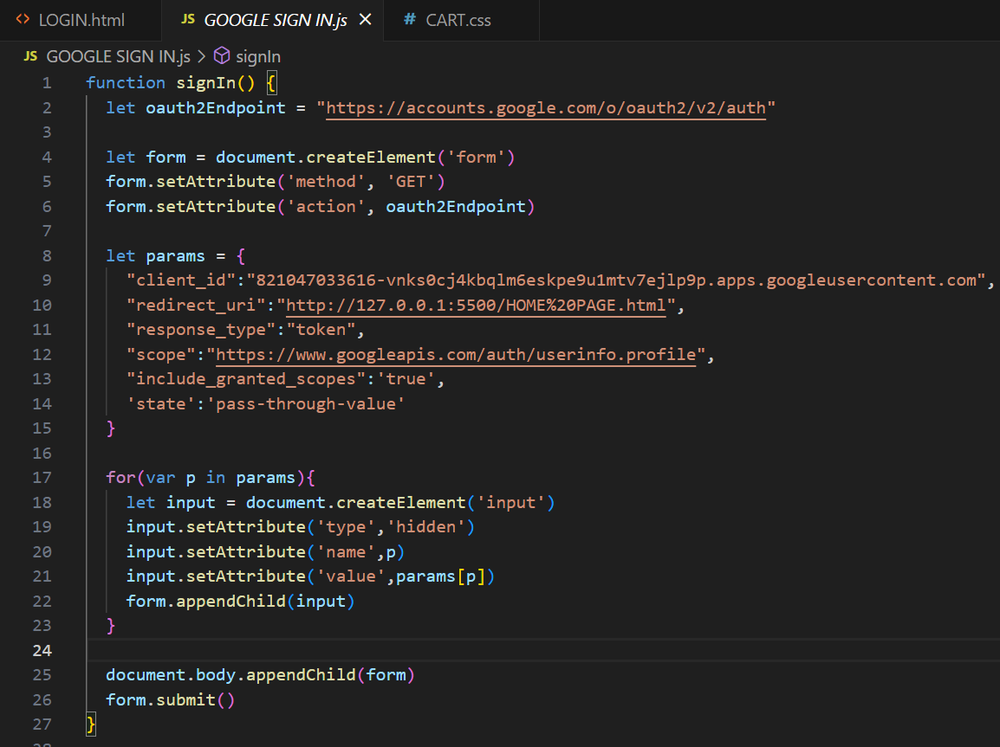 <> LOGIN.html JS GOOGLE SIGN IN.js × # CART.css
JS GOOGLE SIGN IN.js > signIn
1 function signIn() {
2 let oauth2Endpoint = "https://accounts.google.com/o/oauth2/v2/auth"
3
4 let form = document.createElement('form')
5 form.setAttribute('method', 'GET')
6 form.setAttribute('action', oauth2Endpoint)
7
8 let params = {
9 "client_id":"821047033616-vnks0cj4kbqlm6eskpe9u1mtv7ejlp9p.apps.googleusercontent.com",
10 "redirect_uri":"http://127.0.0.1:5500/HOME%20PAGE.html",
11 "response_type":"token",
12 "scope":"https://www.googleapis.com/auth/userinfo.profile",
13 "include_granted_scopes":'true',
14 'state':'pass-through-value'
15 }
16
17 for(var p in params){
18 let input = document.createElement('input')
19 input.setAttribute('type','hidden')
20 input.setAttribute('name',p)
21 input.setAttribute('value',params[p])
22 form.appendChild(input)
23 }
24
25 document.body.appendChild(form)
26 form.submit()
27 }